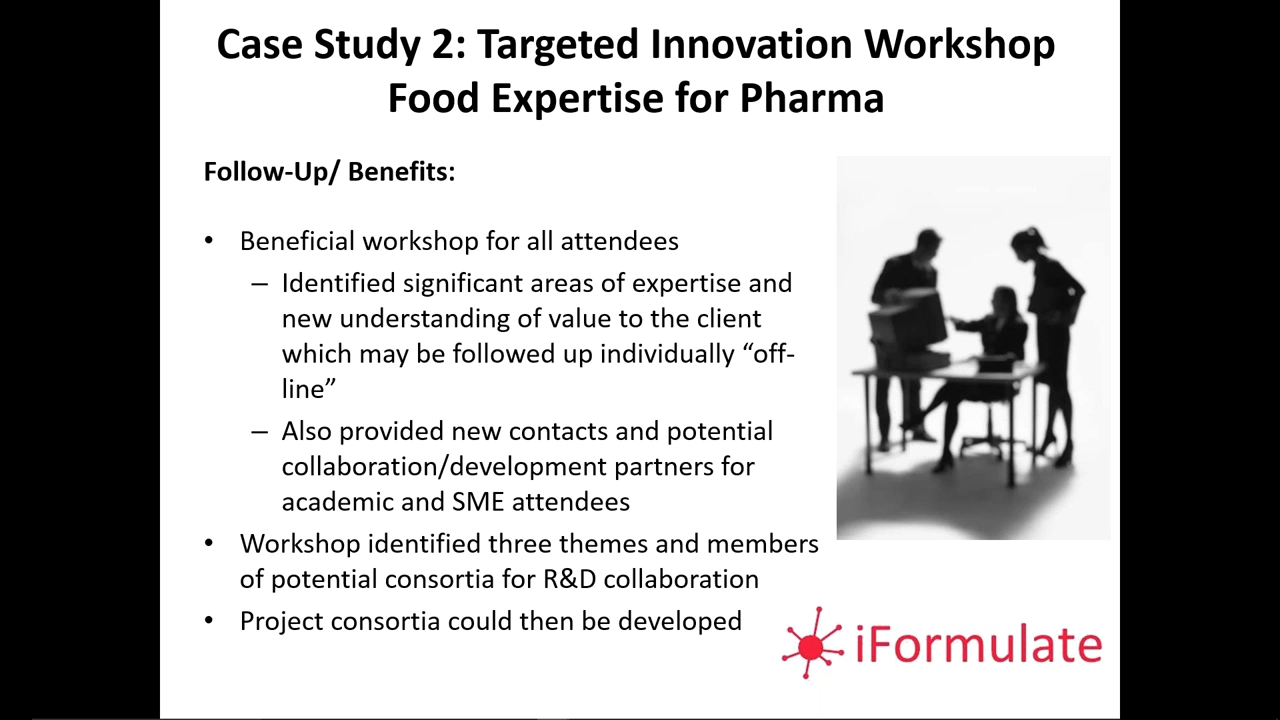 Case Study 2: Targeted Innovation Workshop
Food Expertise for Pharma
Follow-Up/ Benefits:
• Beneficial workshop for all attendees
– Identified significant areas of expertise and
new understanding of value to the client
which may be followed up individually “off-
line”
– Also provided new contacts and potential
collaboration/development partners for
academic and SME attendees
• Workshop identified three themes and members
of potential consortia for R&D collaboration
• Project consortia could then be developed
iFormulate